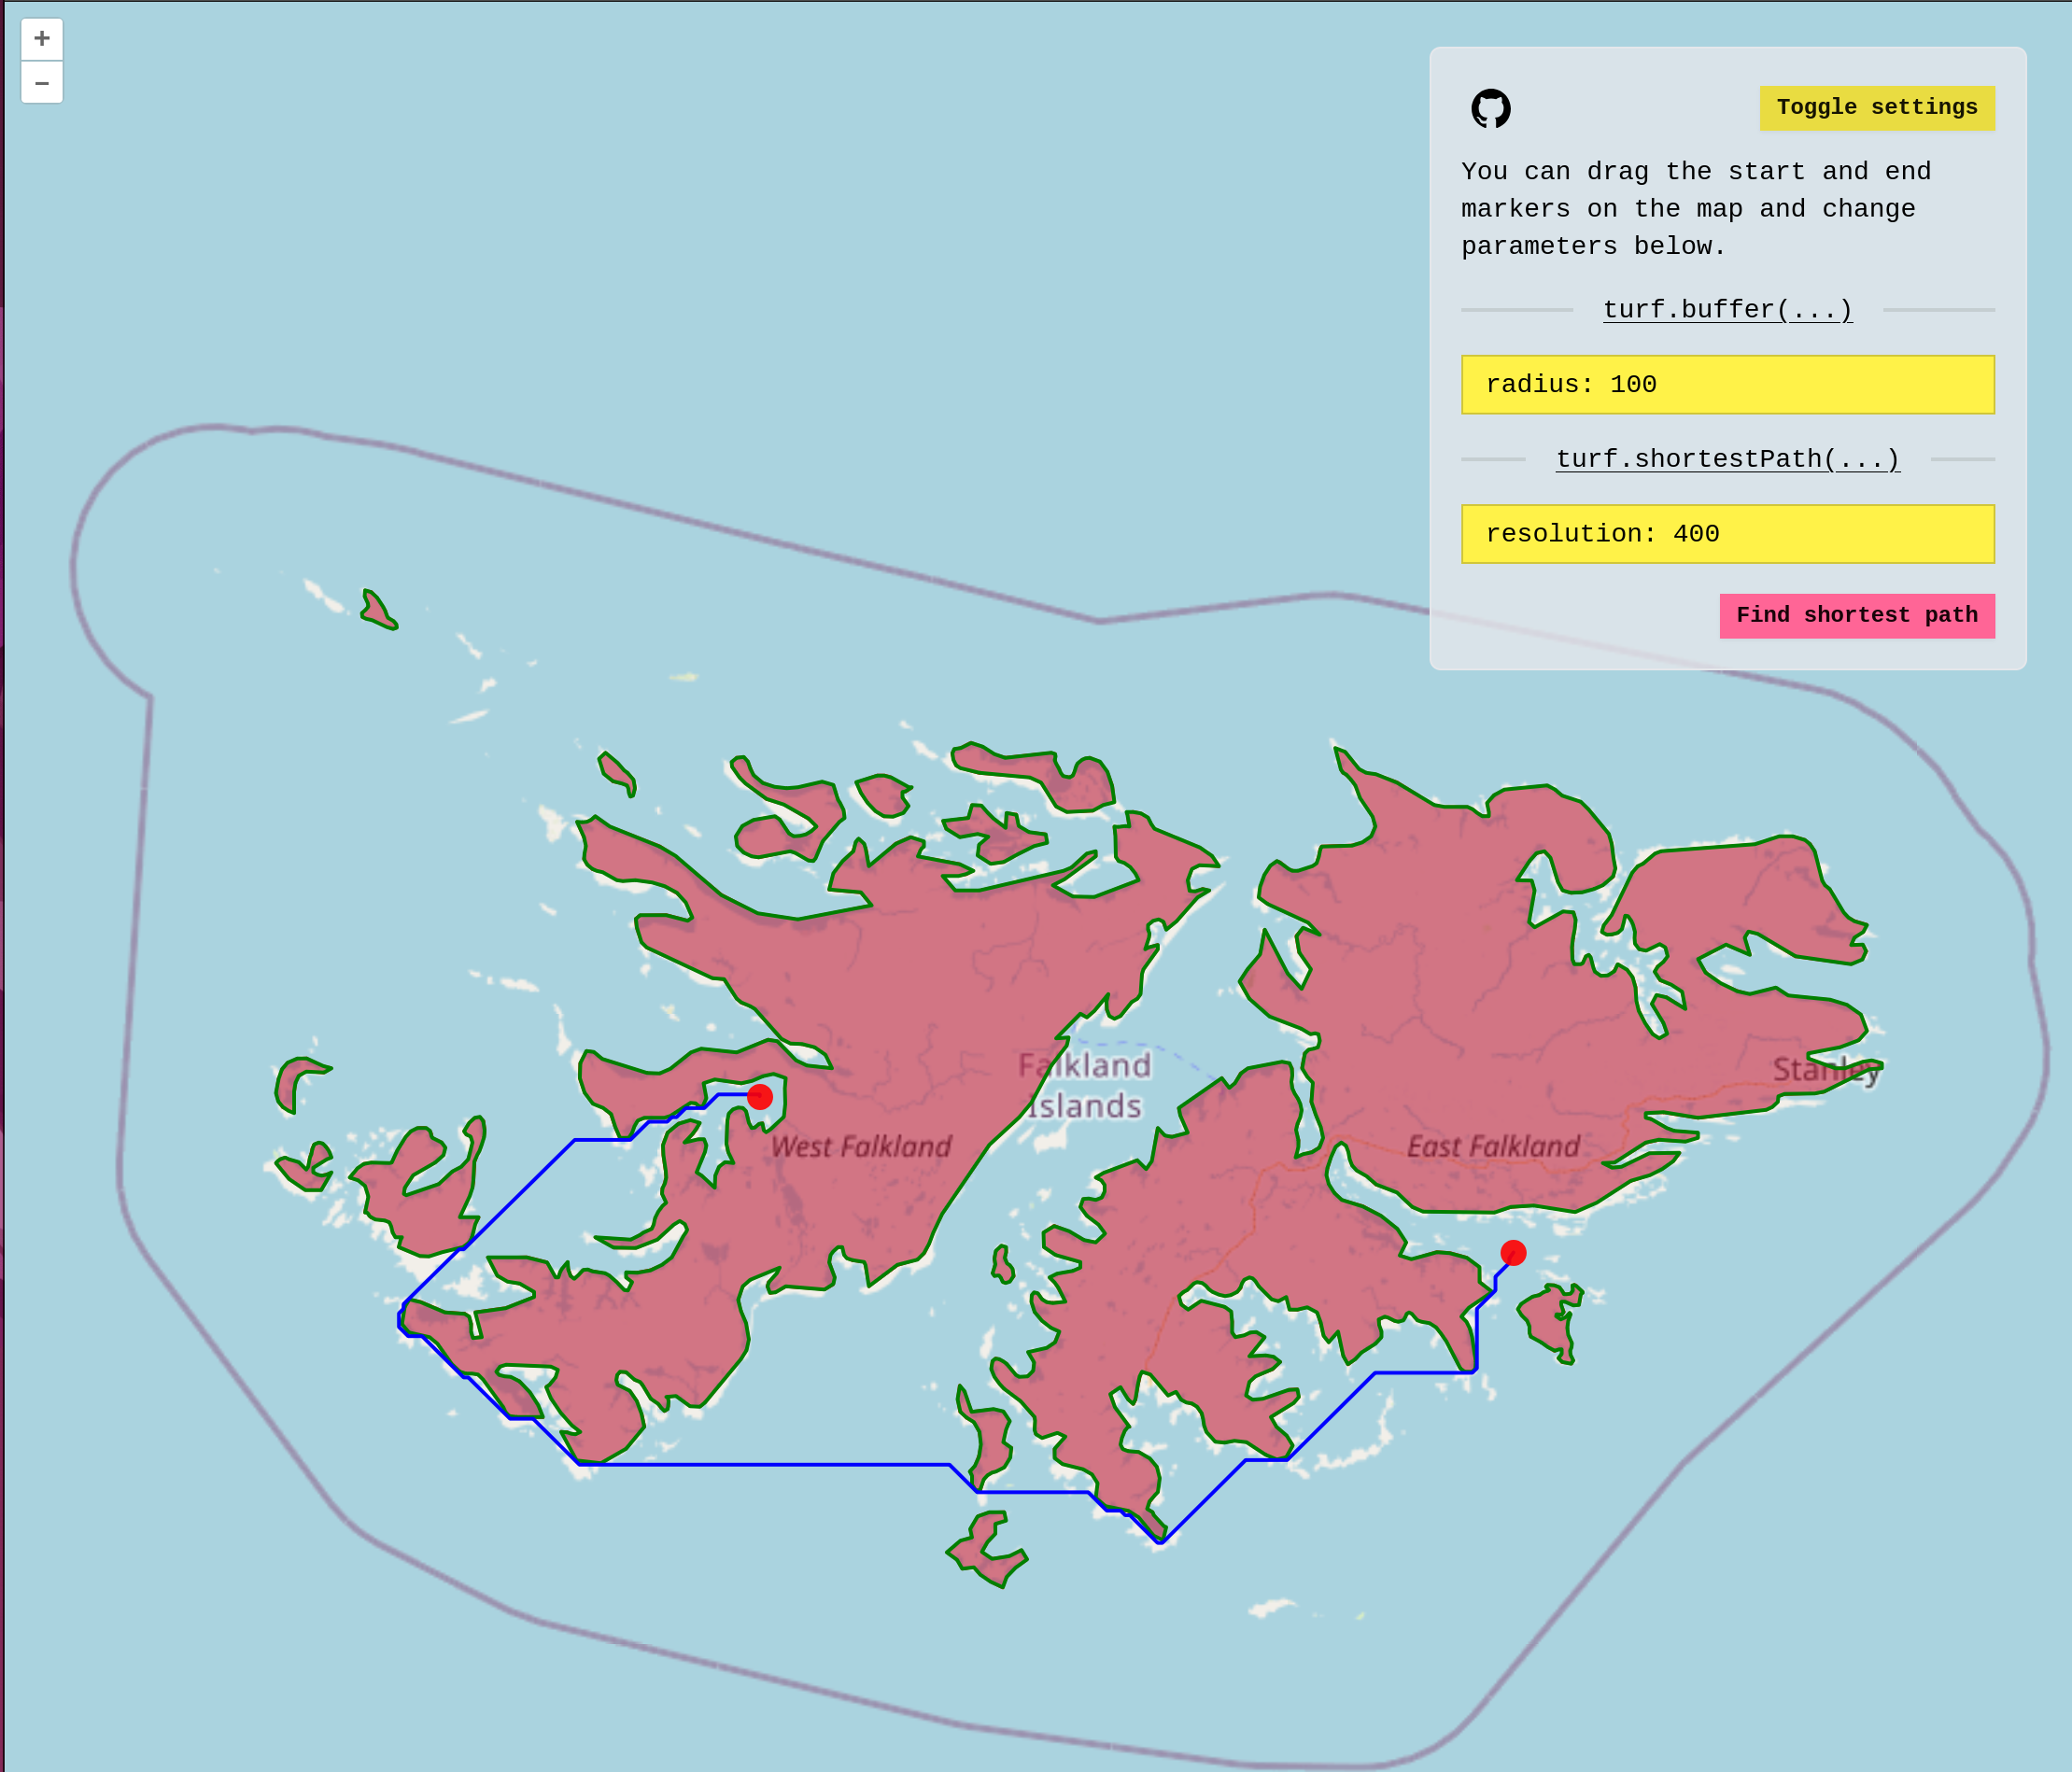 +
−
Toggle settings
You can drag the start and end
markers on the map and change
parameters below.
turf.buffer(...)
radius: 100
turf.shortestPath(...)
resolution: 400
Find shortest path
Falkland
Islands
Stanley
West Falkland
East Falkland